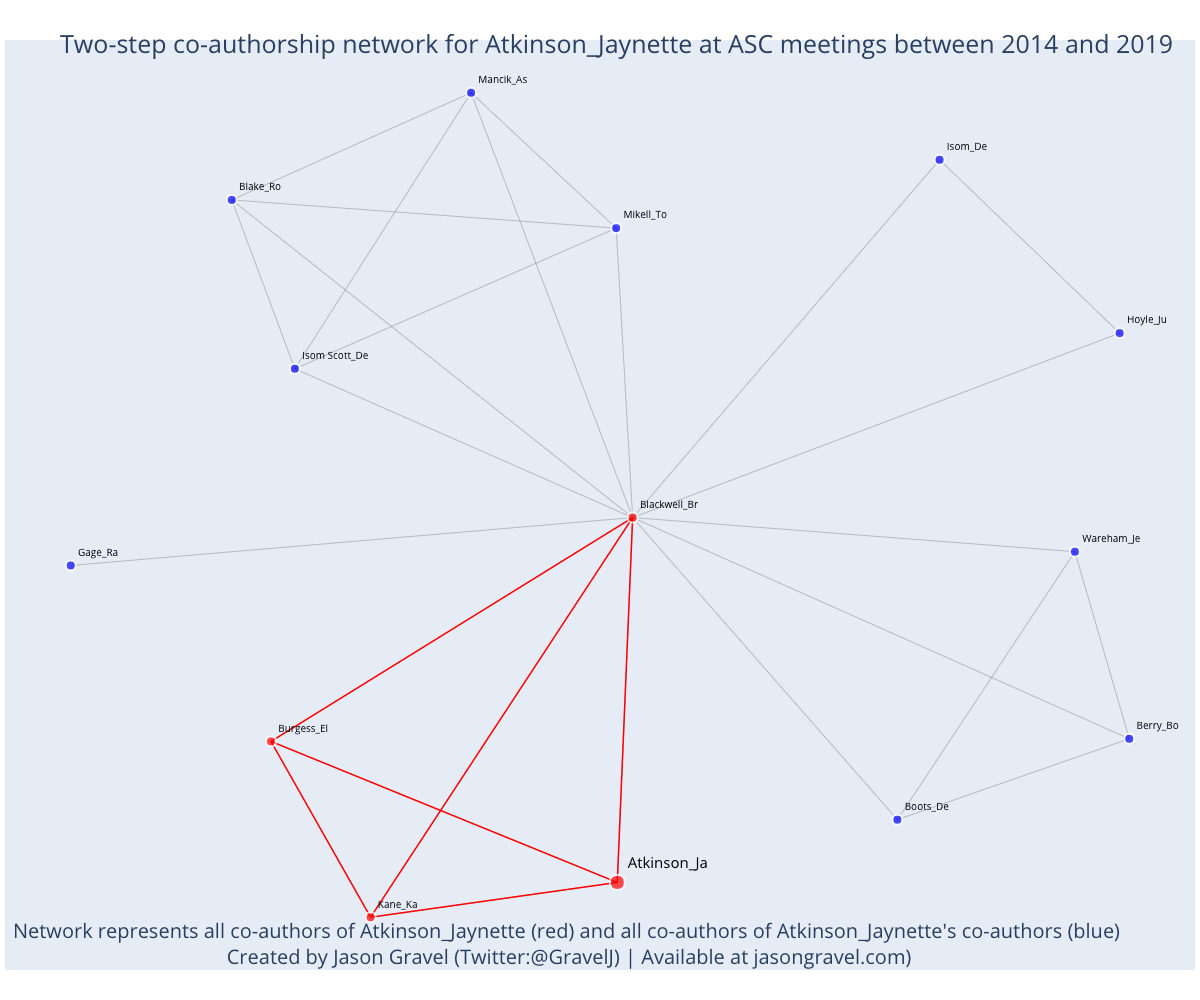 Two-step co-authorship network for Atkinson_Jaynette at ASC meetings between 2014 and 2019
Mancik_As
Isom_De
Blake_Ro
Mikell_To
Hoyle_Ju
Isom Scott_De
Blackwell_Br
Wareham_Je
Gage_Ra
Berry_Bo
Burgess_El
Boots_De
Atkinson_Ja
Kane_Ka
Network represents all co-authors of Atkinson_Jaynette (red) and all co-authors of Atkinson_Jaynette's co-authors (blue)
Created by Jason Gravel (Twitter:@GravelJ) | Available at jasongravel.com)